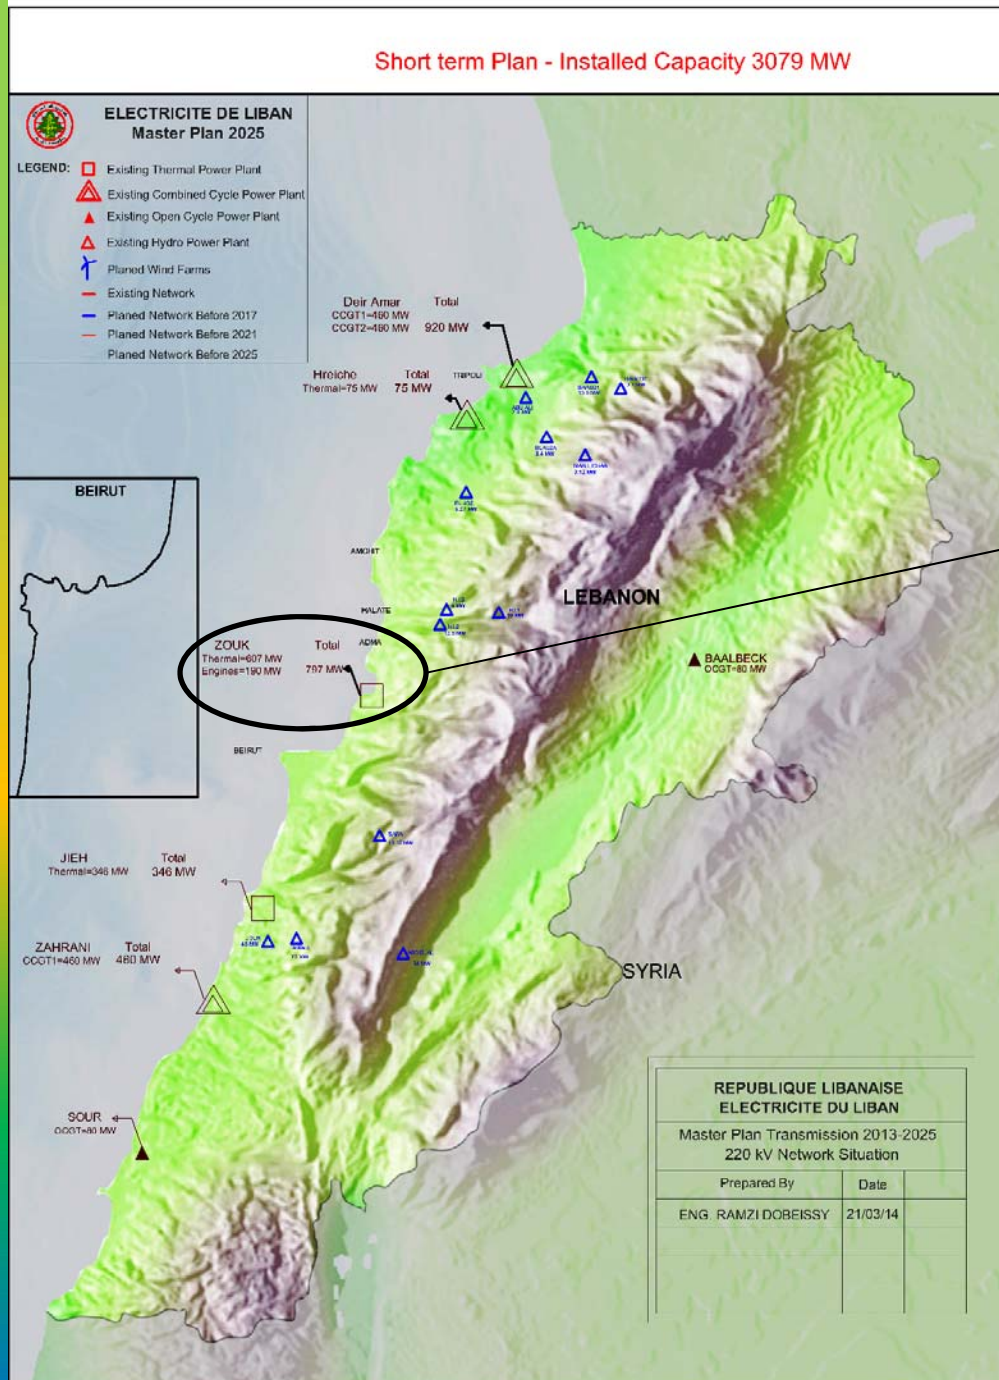 Short term Plan - Installed Capacity 3079 MW
ELECTRICITE DE LIBAN
Master Plan 2025
LEGEND:
Existing Thermal Power Plant
Existing Combined Cycle Power Plant
Existing Open Cycle Power Plant
Existing Hydro Power Plant
Planed Wind Farms
Existing Network
Planed Network Before 2017
Planed Network Before 2021
Planed Network Before 2025
Deir Amar Total
CCGT1=460 MW
CCGT2=460 MW 920 MW
Hreiche Total
Thermal=75 MW 75 MW
TRIPOLI
BEIRUT
AMCHIT
HALATE
LEBANON
ADMA
ZOUK Total
Thermal=607 MW
Engines=190 MW 797 MW
BAALBECK
OCGT=80 MW
BEIRUT
JIEH Total
Thermal=346 MW 346 MW
ZAHRANI Total
CCGT1=460 MW 460 MW
SYRIA
SOUR
OCGT=80 MW
REPUBLIQUE LIBANAISE
ELECTRICITE DU LIBAN
Master Plan Transmission 2013-2025
220 kV Network Situation
Prepared By Date
ENG. RAMZI DOBEISSY 21/03/14